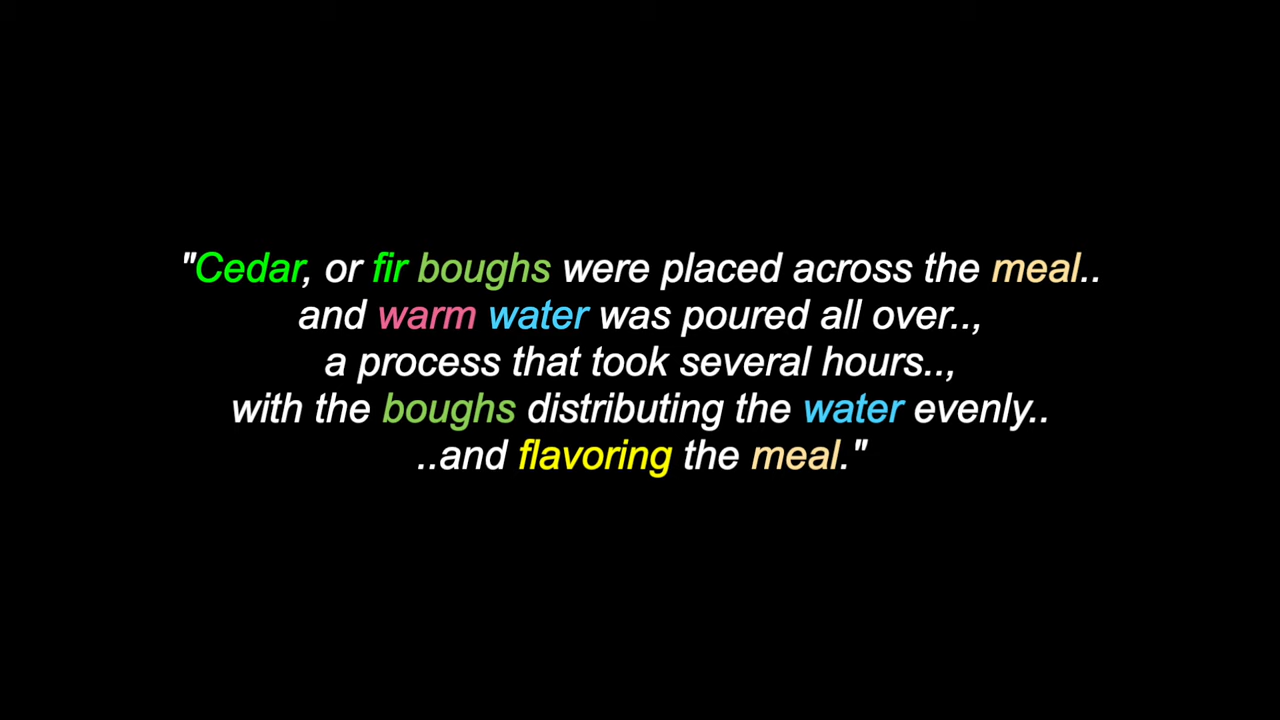 "Cedar, or fir boughs were placed across the meal..
and warm water was poured all over..,
a process that took several hours..,
with the boughs distributing the water evenly..
..and flavoring the meal."